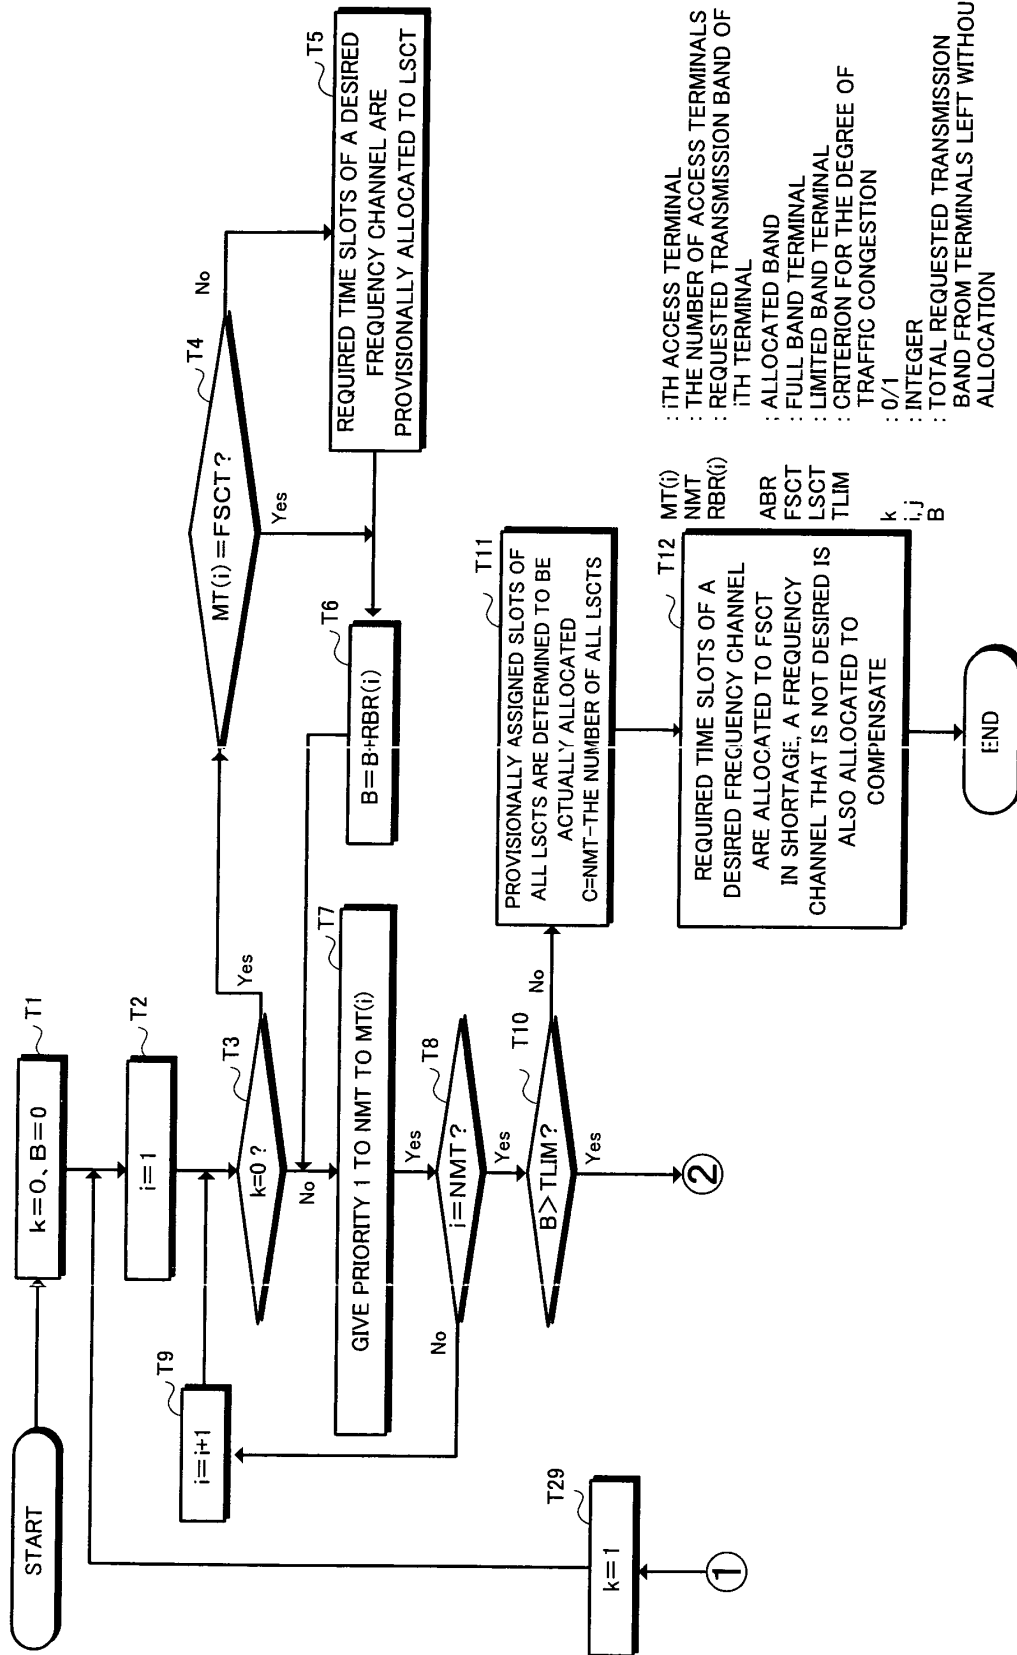 START
k=0、B=0
T1
i=1
T2
T9
i=i+1
T3
k=0?
Yes
No
T4
MT(i)=FSCT?
No
Yes
T5
REQUIRED TIME SLOTS OF A DESIRED
FREQUENCY CHANNEL ARE
PROVISIONALLY ALLOCATED TO LSCT
T6
B=B+RBR(i)
T7
GIVE PRIORITY 1 TO NMT TO MT(i)
Yes
T8
i=NMT?
No
Yes
T10
B>TLIM?
No
Yes
②
T11
PROVISIONALLY ASSIGNED SLOTS OF
ALL LSCTS ARE DETERMINED TO BE
ACTUALLY ALLOCATED
C=NMT-THE NUMBER OF ALL LSCTS
T12
REQUIRED TIME SLOTS OF A
DESIRED FREQUENCY CHANNEL
ARE ALLOCATED TO FSCT
IN SHORTAGE, A FREQUENCY
CHANNEL THAT IS NOT DESIRED IS
ALSO ALLOCATED TO
COMPENSATE
END
T29
k=1
①
MT(i) : iTH ACCESS TERMINAL
NMT : THE NUMBER OF ACCESS TERMINALS
RBR(i) : REQUESTED TRANSMISSION BAND OF
iTH TERMINAL
ABR : ALLOCATED BAND
FSCT : FULL BAND TERMINAL
LSCT : LIMITED BAND TERMINAL
TLIM : CRITERION FOR THE DEGREE OF
TRAFFIC CONGESTION
k : 0/1
i,j : INTEGER
B : TOTAL REQUESTED TRANSMISSION
BAND FROM TERMINALS LEFT WITHOU
ALLOCATION